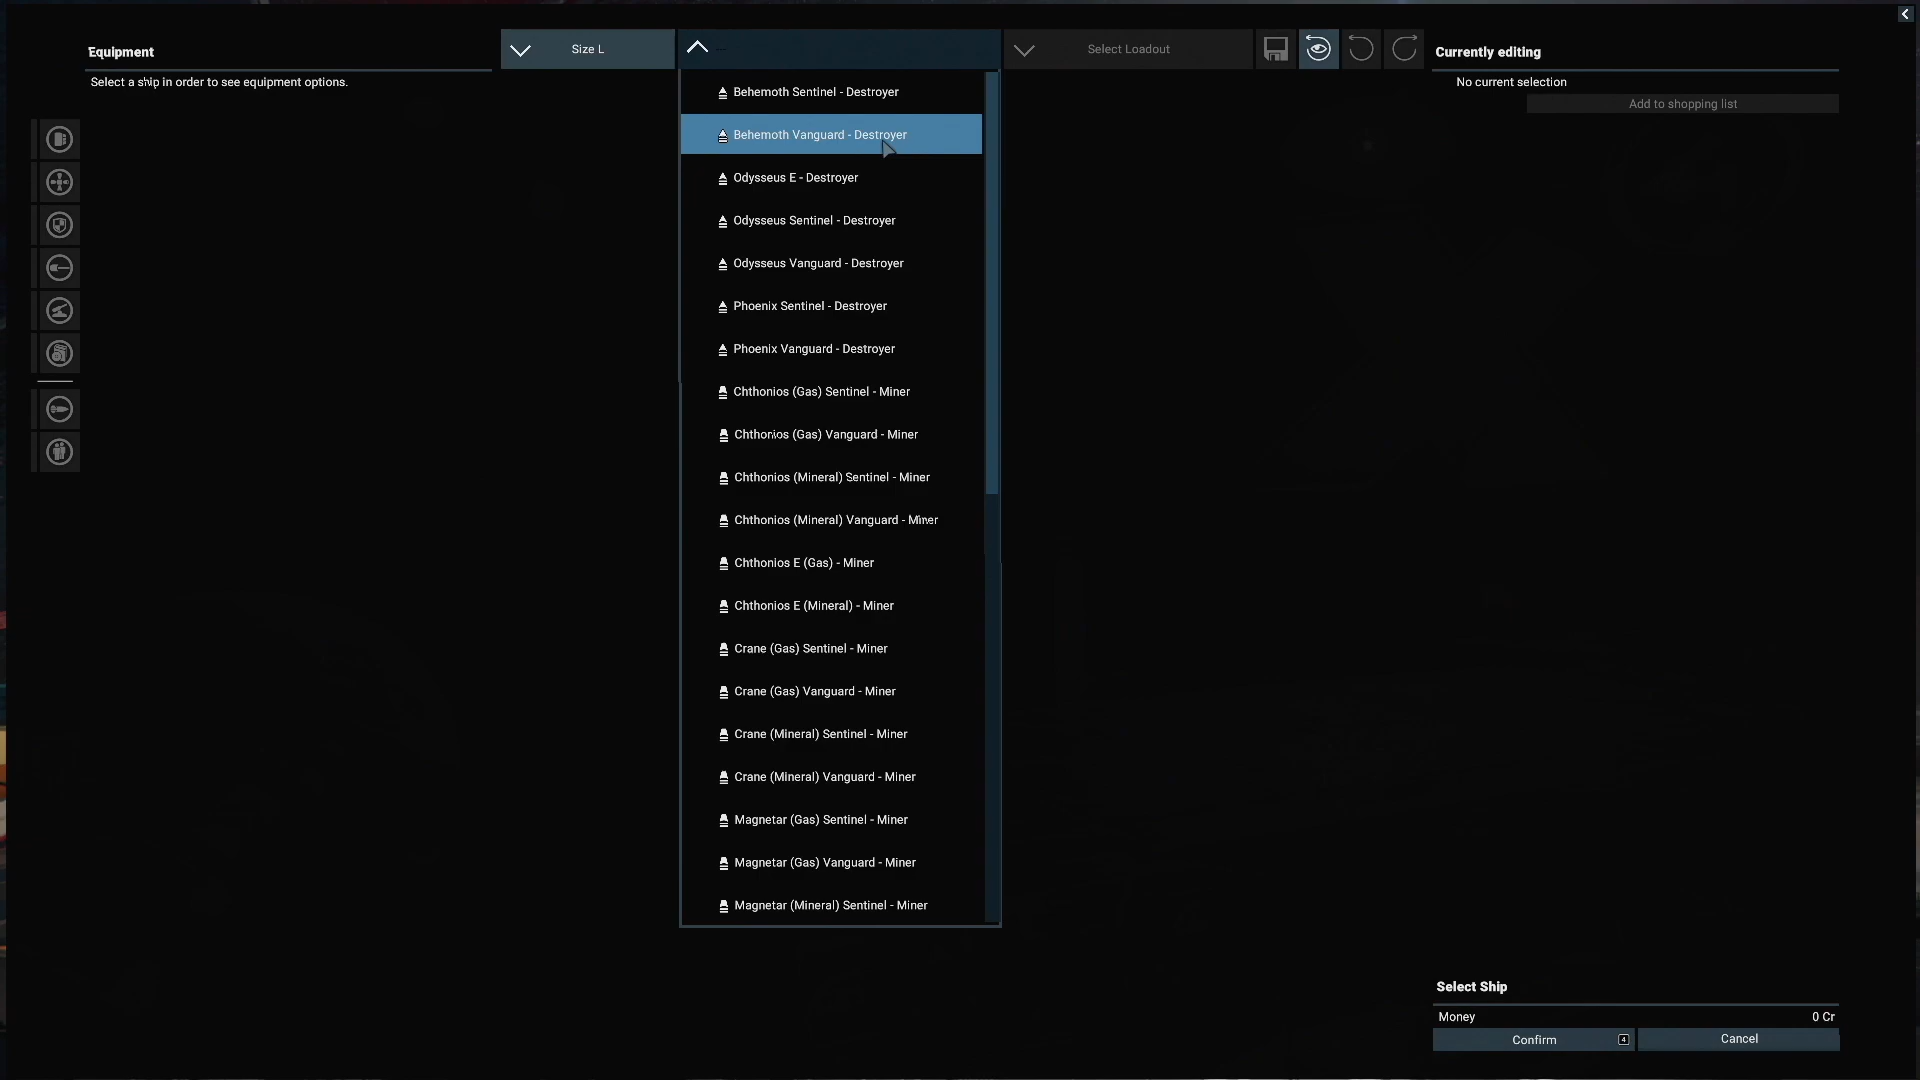 Equipment
Select a ship in order to see equipment options.
Size L
...
Select Loadout
Currently editing
No current selection
Add to shopping list
Behemoth Sentinel - Destroyer
Behemoth Vanguard - Destroyer
Odysseus E - Destroyer
Odysseus Sentinel - Destroyer
Odysseus Vanguard - Destroyer
Phoenix Sentinel - Destroyer
Phoenix Vanguard - Destroyer
Chthonios (Gas) Sentinel - Miner
Chthonios (Gas) Vanguard - Miner
Chthonios (Mineral) Sentinel - Miner
Chthonios (Mineral) Vanguard - Miner
Chthonios E (Gas) - Miner
Chthonios E (Mineral) - Miner
Crane (Gas) Sentinel - Miner
Crane (Gas) Vanguard - Miner
Crane (Mineral) Sentinel - Miner
Crane (Mineral) Vanguard - Miner
Magnetar (Gas) Sentinel - Miner
Magnetar (Gas) Vanguard - Miner
Magnetar (Mineral) Sentinel - Miner
Select Ship
Money 0 Cr
Confirm 4 Cancel